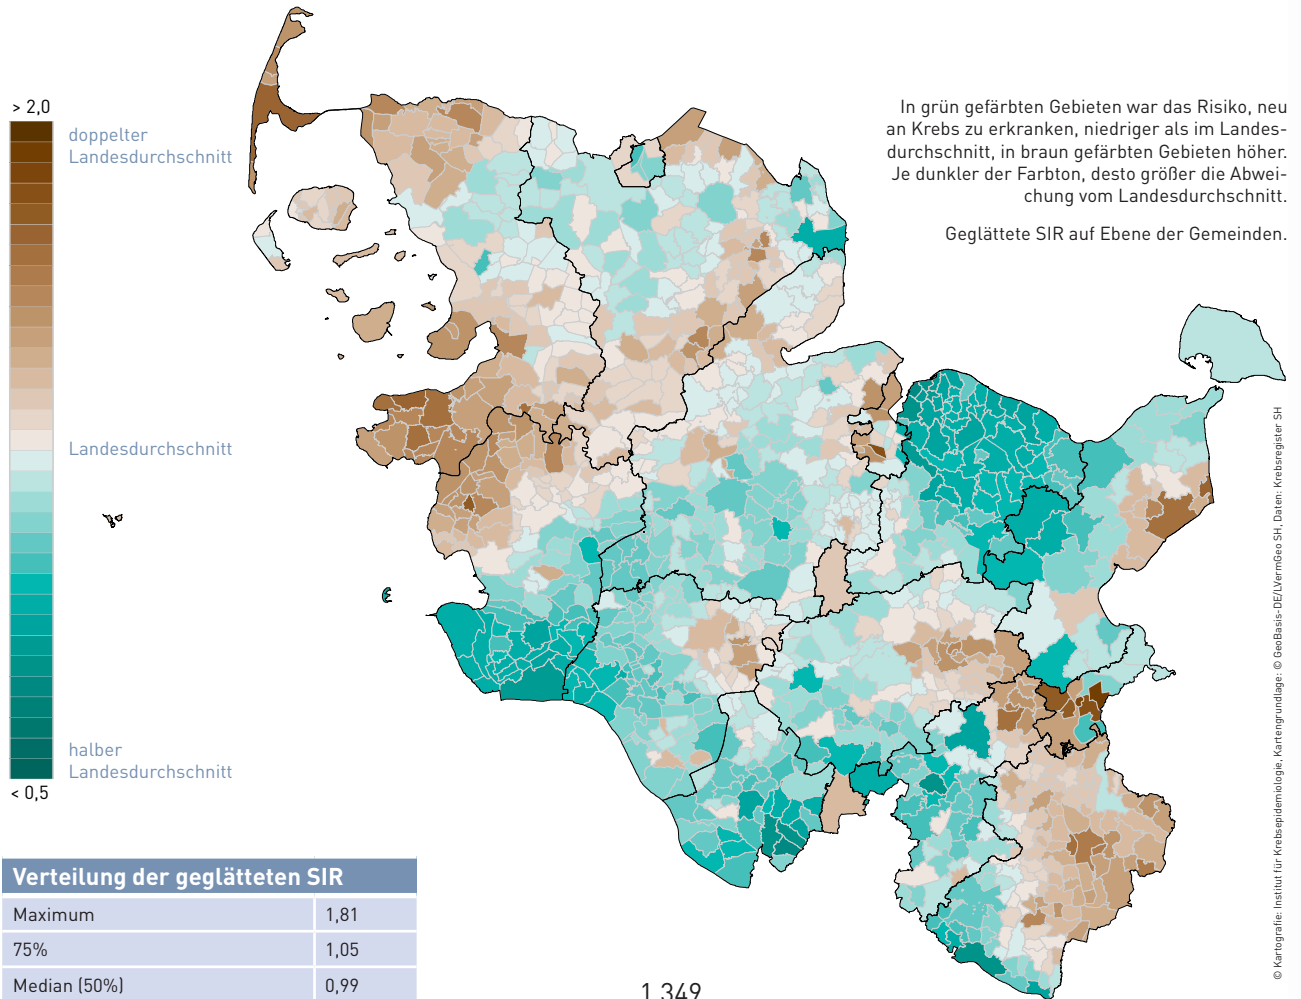 > 2,0
doppelter
Landesdurchschnitt
Landesdurchschnitt
halber
Landesdurchschnitt
< 0,5
In grün gefärbten Gebieten war das Risiko, neu
an Krebs zu erkranken, niedriger als im Landes-
durchschnitt, in braun gefärbten Gebieten höher.
Je dunkler der Farbton, desto größer die Abwei-
chung vom Landesdurchschnitt.
Geglättete SIR auf Ebene der Gemeinden.
© Kartografie: Institut für Krebsepidemiologie, Kartengrundlage: © GeoBasis-DE/LVermGeo SH, Daten: Krebsregister SH
Verteilung der geglätteten SIR
Maximum 1,81
75% 1,05
Median (50%) 0,99
1.349